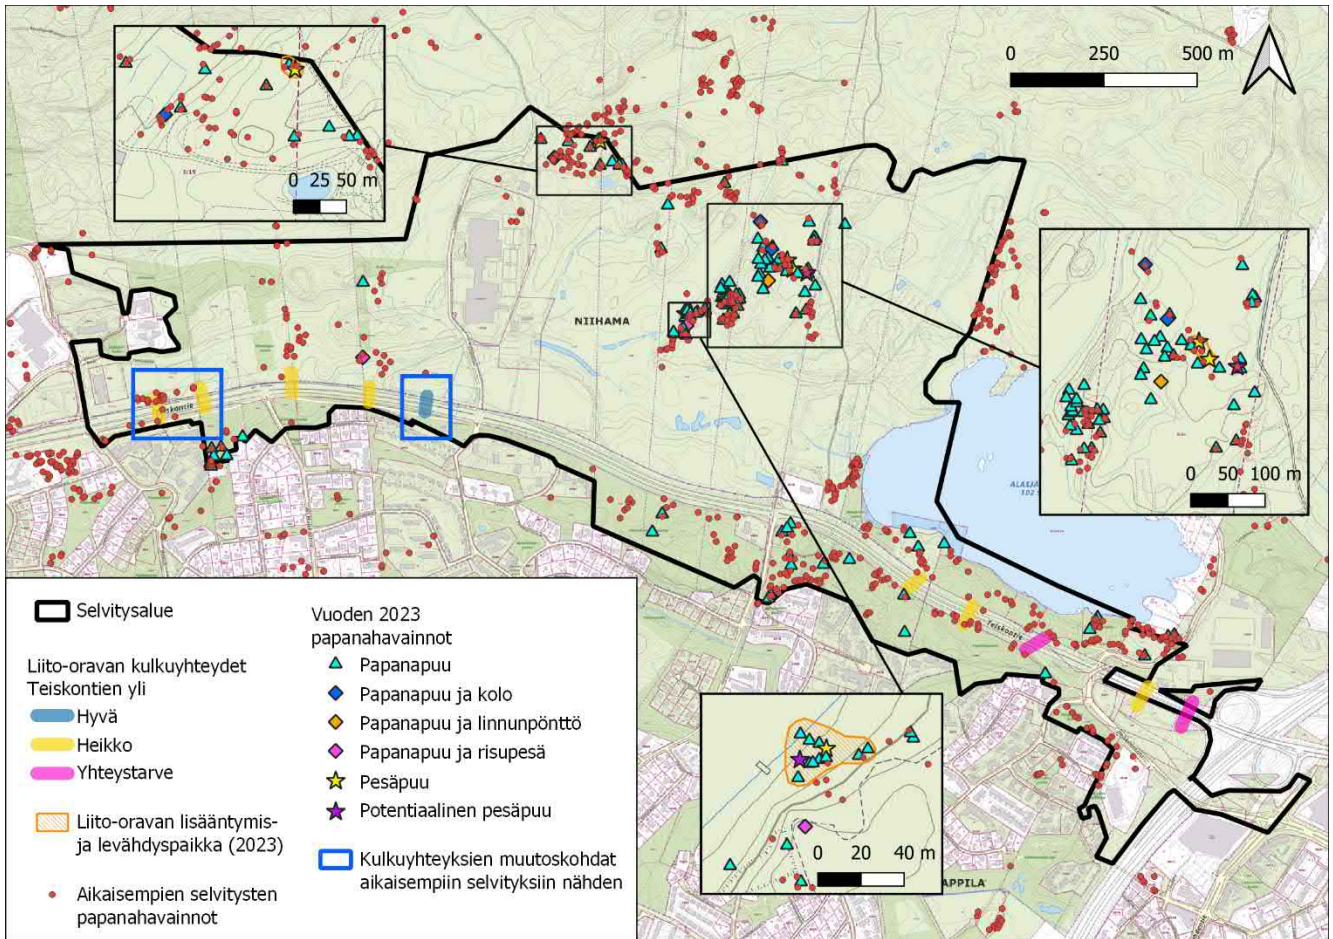 0 250 500 m
0 25 50 m
NIIHAMA
Teiskontie
0 50 100 m
0 20 40 m
Selvitysalue
Liito-oravan kulkuyhteydet
Teiskontien yli
Hyvä
Heikko
Yhteystarve
Liito-oravan lisääntymis-
ja levähdyspaikka (2023)
Aikaisempien selvitysten
papanahavainnot
Vuoden 2023
papanahavainnot
Papanapuu
Papanapuu ja kolo
Papanapuu ja linnunpönttö
Papanapuu ja risupesä
Pesäpuu
Potentiaalinen pesäpuu
Kulkuyhteyksien muutoskohdat
aikaisempiin selvityksiin nähden
APPILA